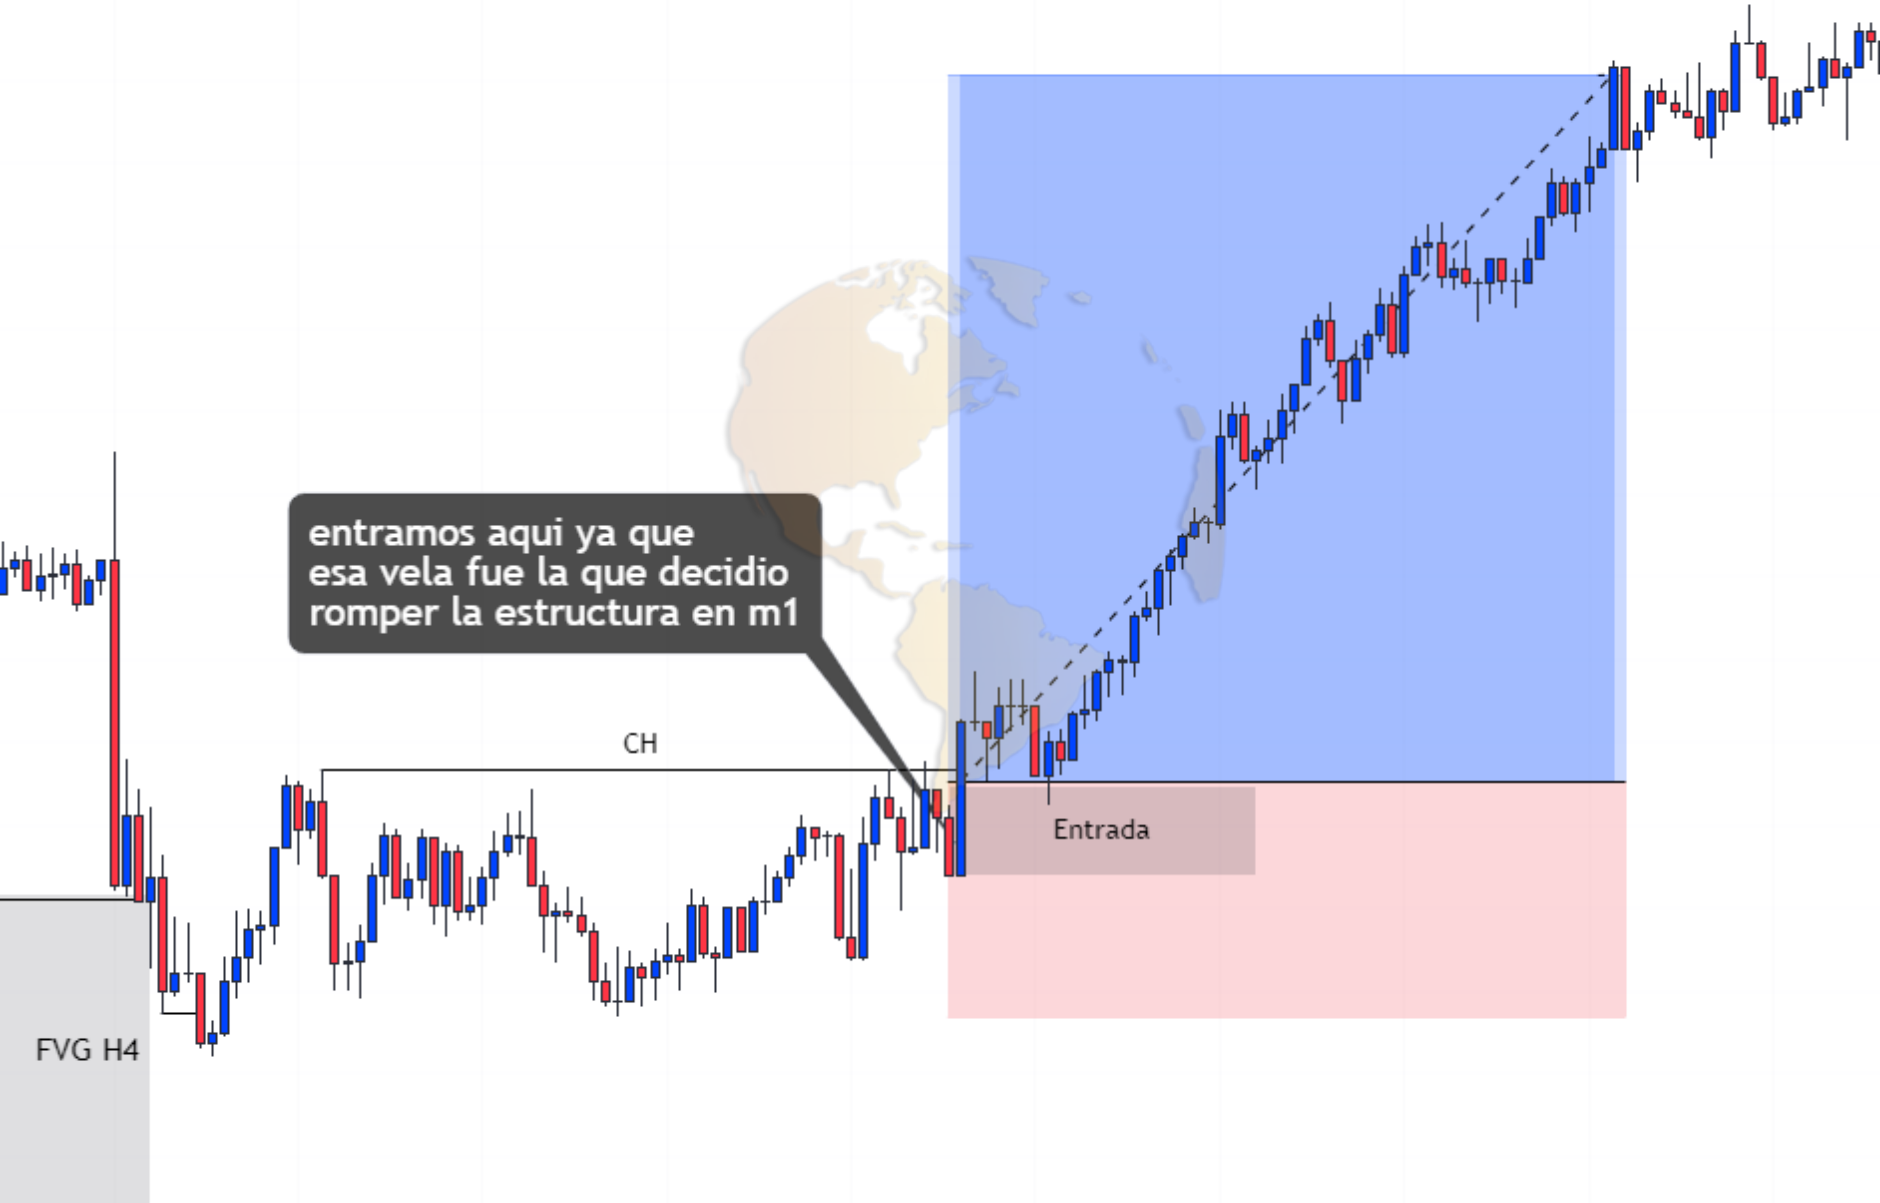 entramos aqui ya que
esa vela fue la que decidio
romper la estructura en m1
CH
Entrada
FVG H4